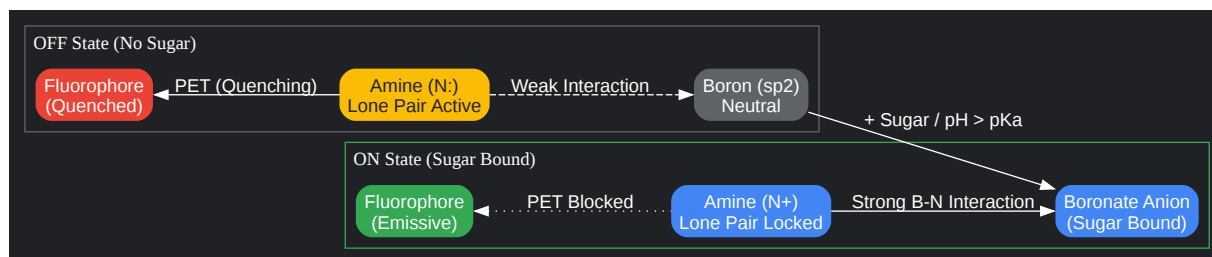 OFF State (No Sugar)
Fluorophore
(Quenched)
PET (Quenching)
Amine (N:)
Lone Pair Active
Weak Interaction
Boron (sp2)
Neutral
+ Sugar / pH > pKa
ON State (Sugar Bound)
Fluorophore
(Emissive)
PET Blocked
Amine (N+)
Lone Pair Locked
Strong B-N Interaction
Boronate Anion
(Sugar Bound)